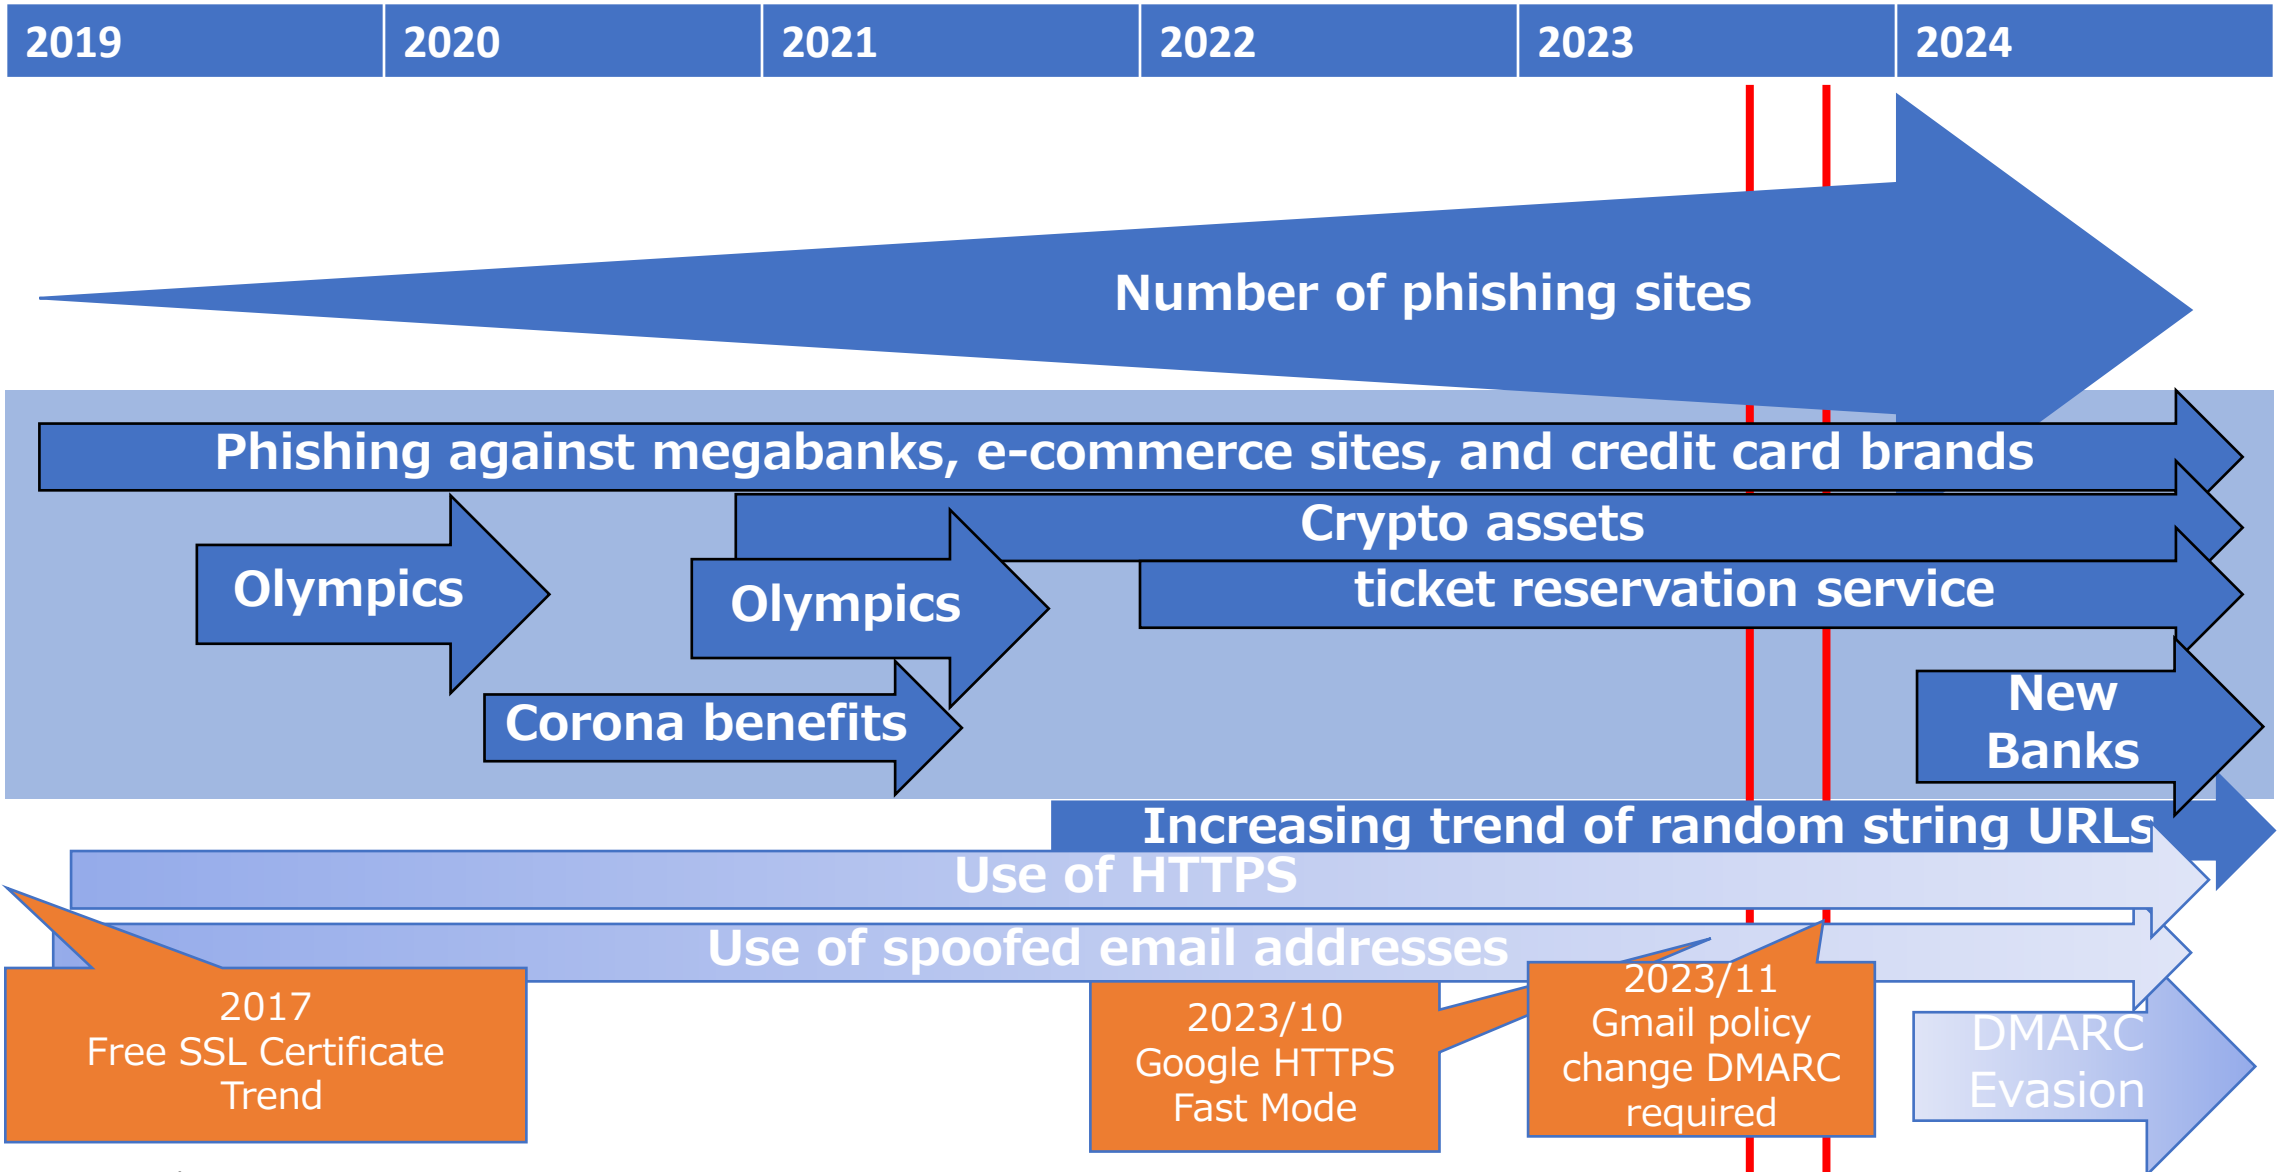 2019
2020
2021
2022
2023
2024
Number of phishing sites
Phishing against megabanks, e-commerce sites, and credit card brands
Crypto assets
Olympics
Olympics
ticket reservation service
Corona benefits
New
Banks
Increasing trend of random string URLs
Use of HTTPS
Use of spoofed email addresses
2017
Free SSL Certificate
Trend
2023/10
Google HTTPS
Fast Mode
2023/11
Gmail policy
change DMARC
required
DMARC
Evasion